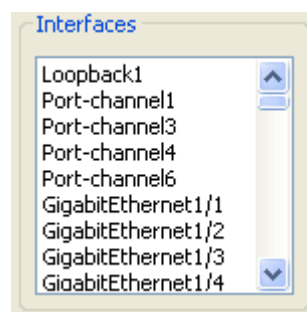 Interfaces
Loopback1
Port-channel1
Port-channel3
Port-channel4
Port-channel6
GigabitEthernet1/1
GigabitEthernet1/2
GigabitEthernet1/3
GigabitEthernet1/4